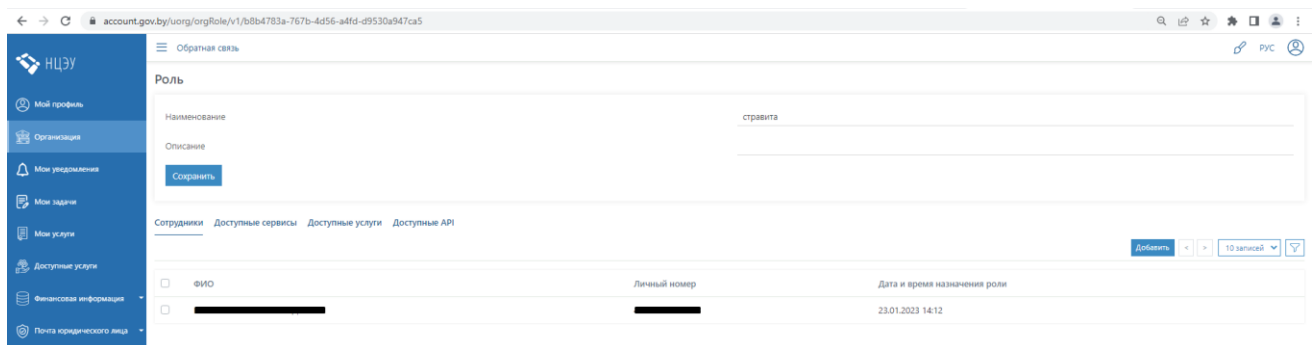 account.gov.by/uorg/orgRole/v1/b8b4783a-767b-4d56-a4fd-d9530a947ca5
НЦЭУ
Обратная связь
РУС
Мой профиль
Организация
Мои уведомления
Мои задачи
Мои услуги
Доступные услуги
Финансовая информация
Почта юридического лица
Роль
Наименование
стравита
Описание
Сохранить
Сотрудники Доступные сервисы Доступные услуги Доступные API
Добавить < > 10 записей
ФИО Личный номер Дата и время назначения роли
23.01.2023 14:12